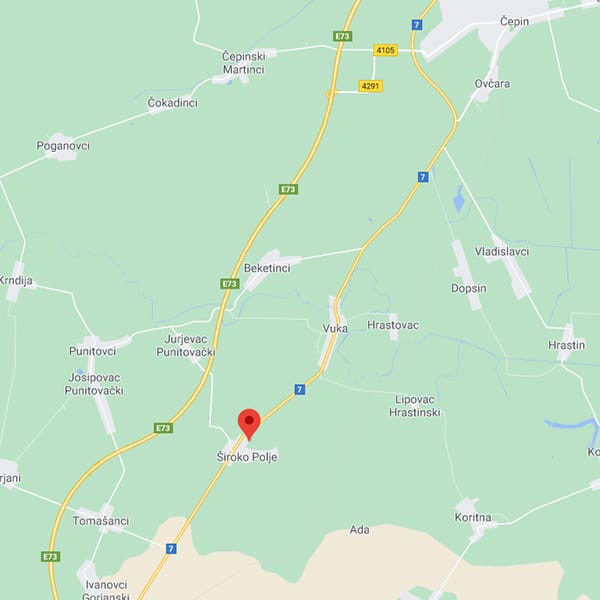 7
Čepin
E73
4105
Čepinski
Martinci
Ovčara
4291
Čokadinci
Poganovci
7
E73
Vladislavci
Beketinci
Krndija
E73
Dopsin
Hrastovac
Vuka
Jurjevac
Punitovački
Hrastin
Punitovci
Josipovac
Punitovački
7
Lipovac
Hrastinski
E73
Široko Polje
Ko
rjani
Koritna
Tomašanci
Ada
7
E73
Ivanovci
Gorjanski